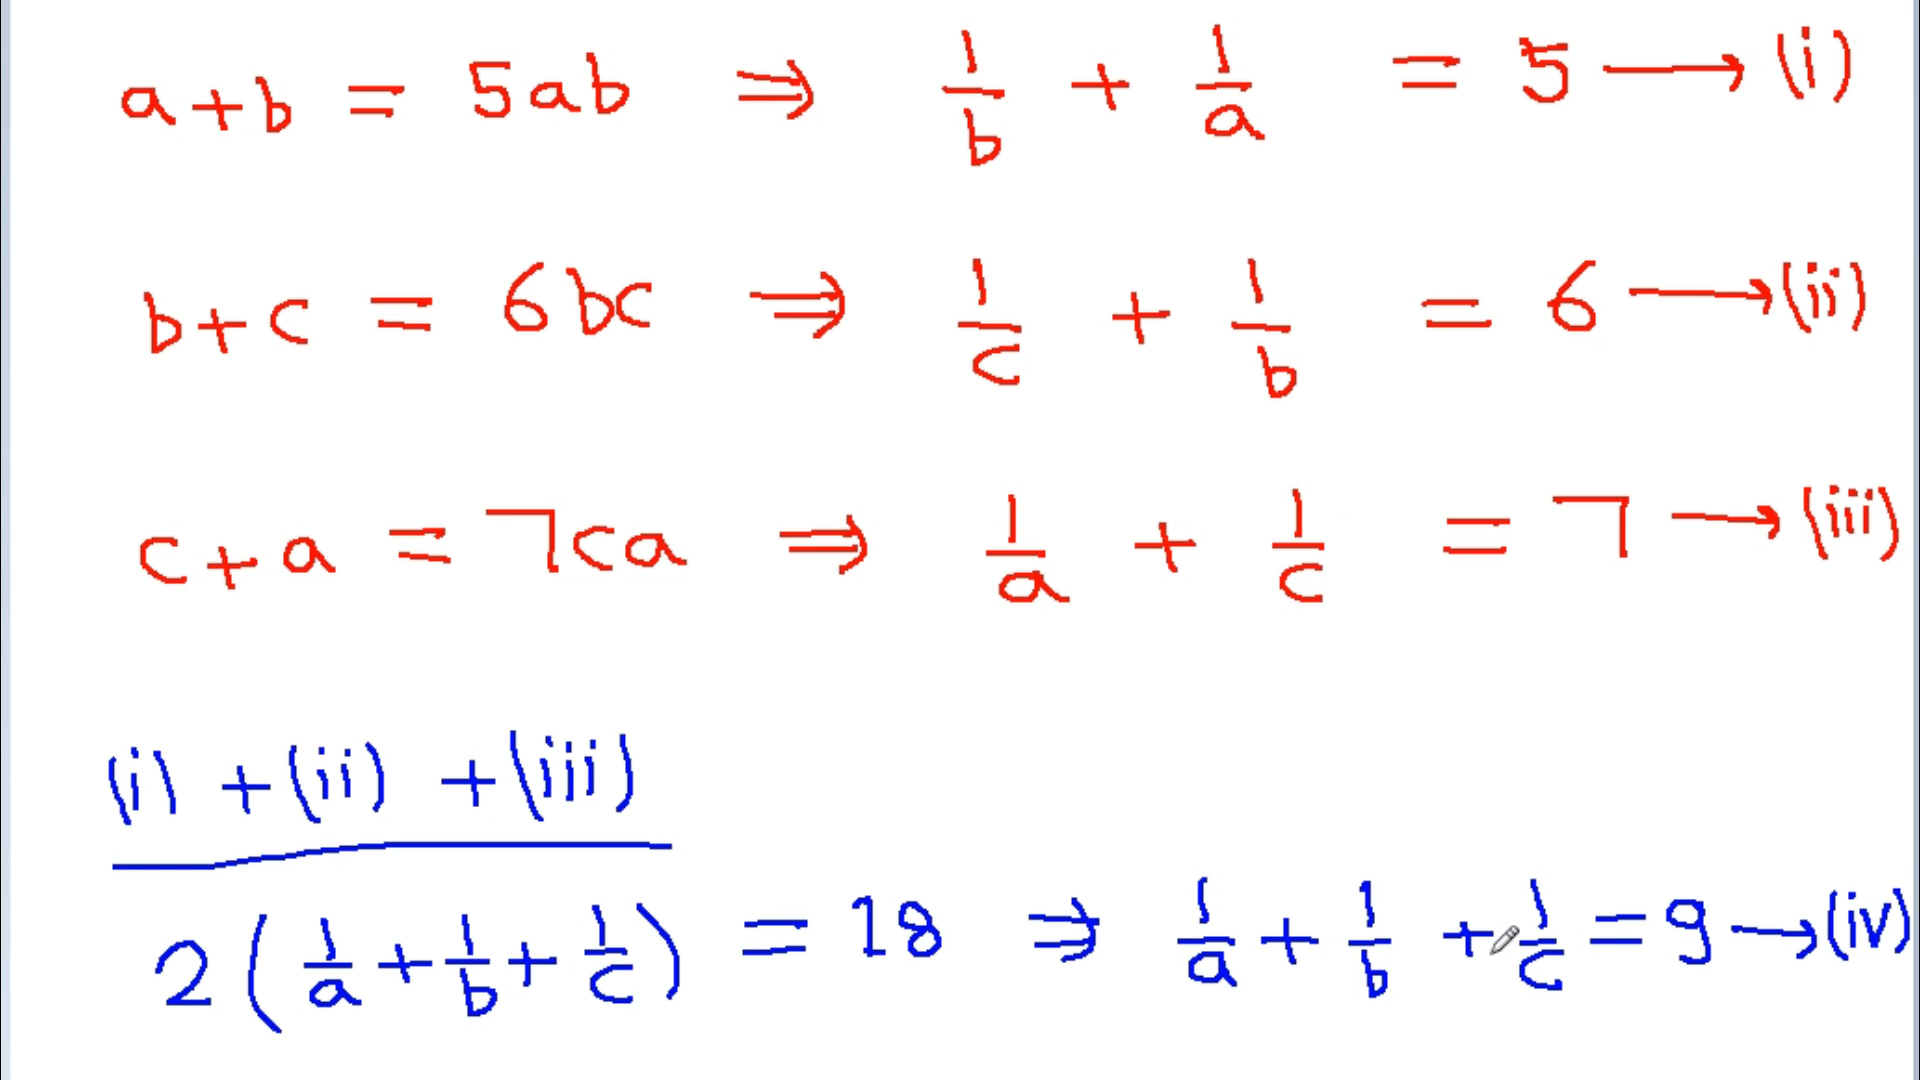 a + b = 5ab ⇒ 1/b + 1/a = 5 ⟶ (i)
b + c = 6bc ⇒ 1/c + 1/b = 6 ⟶ (ii)
c + a = 7ca ⇒ 1/a + 1/c = 7 ⟶ (iii)
(i) + (ii) + (iii)
2(1/a + 1/b + 1/c) = 18 ⇒ 1/a + 1/b + 1/c = 9 ⟶ (iv)